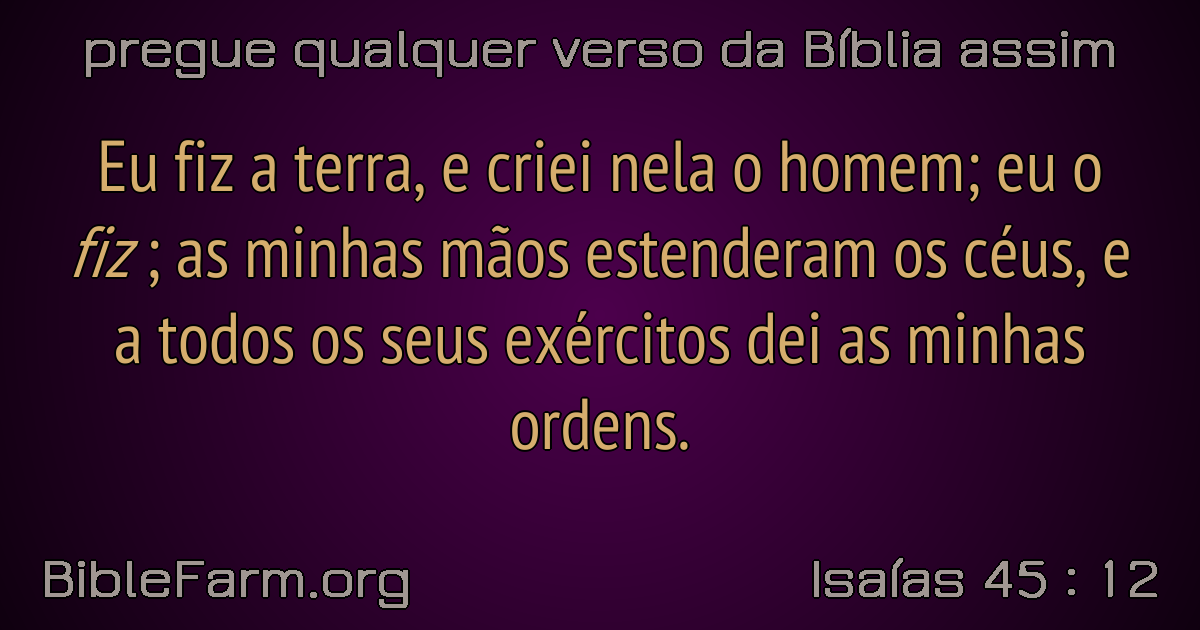 pregue qualquer verso da Bíblia assim
Eu fiz a terra, e criei nela o homem; eu o
fiz ; as minhas mãos estenderam os céus, e
a todos os seus exércitos dei as minhas
ordens.
BibleFarm.org
Isaías 45 : 12